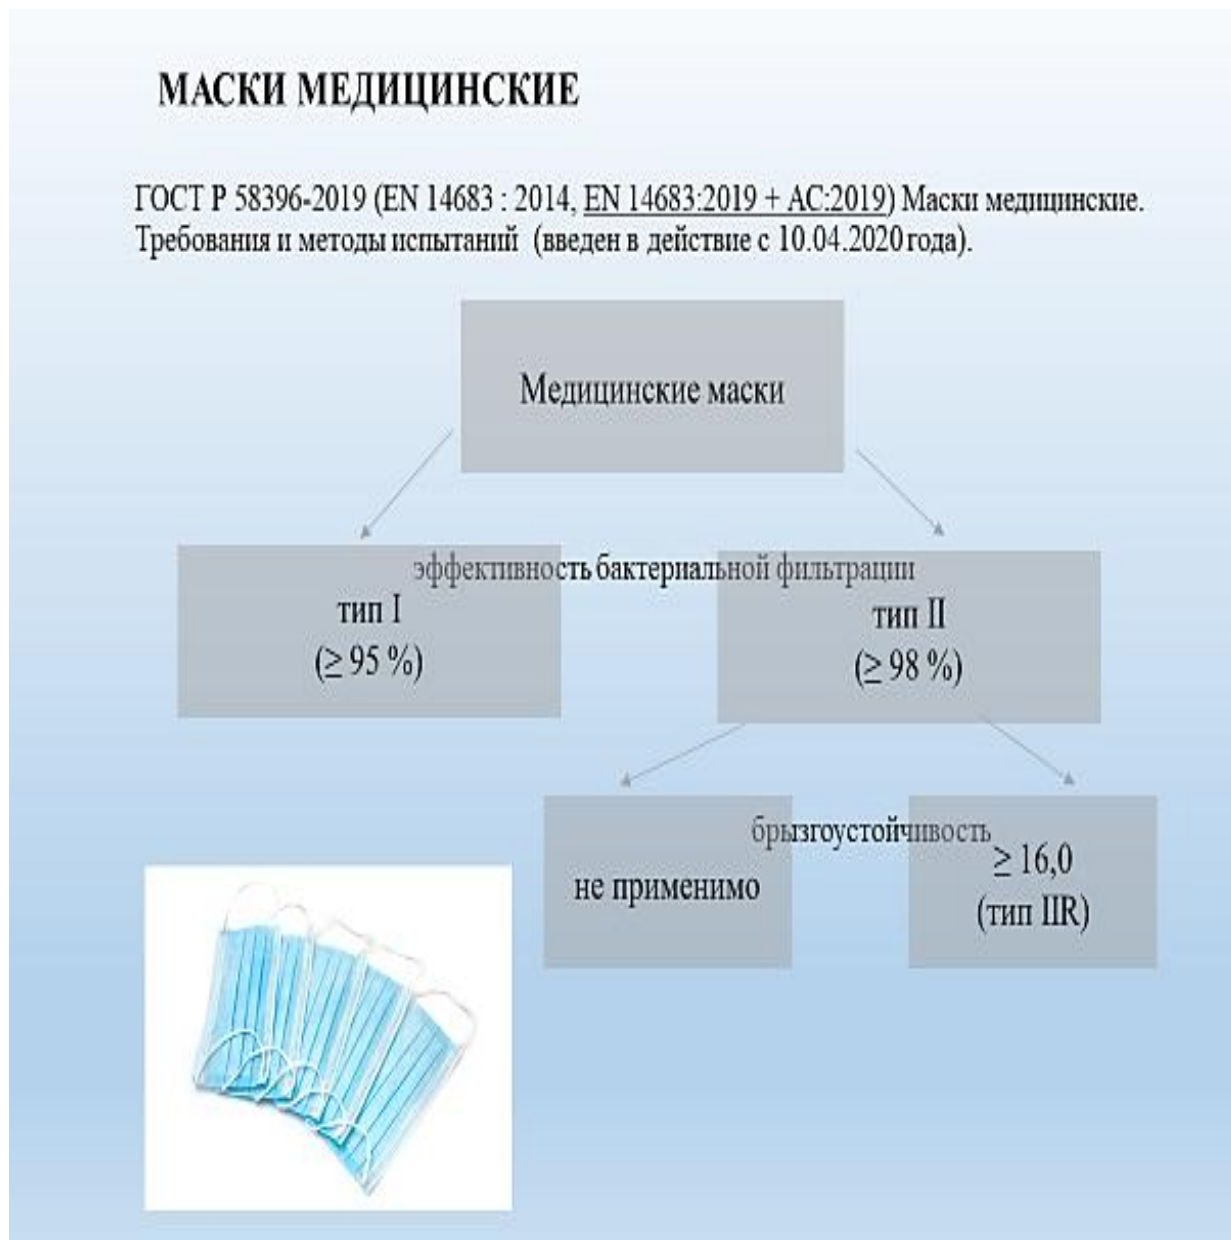 МАСКИ МЕДИЦИНСКИЕ
ГОСТ Р 58396-2019 (EN 14683 : 2014, EN 14683:2019 + AC:2019) Маски медицинские.
Требования и методы испытаний (введен в действие с 10.04.2020 года).
Медицинские маски
эффективность бактериальной фильтрации
тип I
(≥ 95 %)
тип II
(≥ 98 %)
брызгоустойчивость
не применимо
≥ 16,0
(тип IIR)